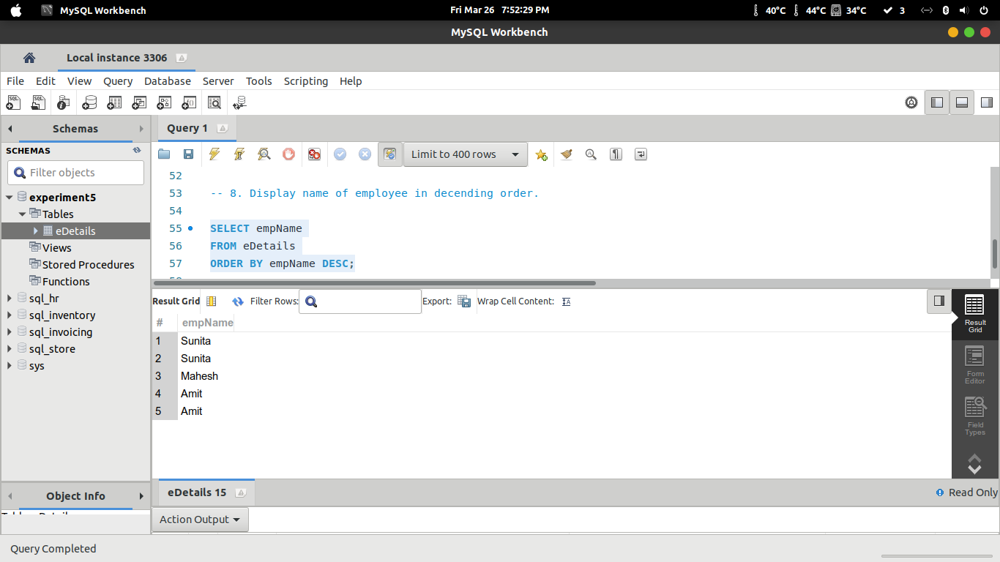 MySQL Workbench
Fri Mar 26 7:52:29 PM
40°C 44°C 34°C 3
MySQL Workbench
Local instance 3306
File Edit View Query Database Server Tools Scripting Help
Schemas
Query 1
SCHEMAS
Filter objects
Limit to 400 rows
experiment5
Tables
eDetails
Views
Stored Procedures
Functions
sql_hr
sql_inventory
sql_invoicing
sql_store
sys
52
53 -- 8. Display name of employee in decending order.
54
55 SELECT empName
56 FROM eDetails
57 ORDER BY empName DESC;
Result Grid Filter Rows: Export: Wrap Cell Content:
# empName
1 Sunita
2 Sunita
3 Mahesh
4 Amit
5 Amit
Result
Grid
Form
Editor
Field
Types
Object Info
eDetails 15
Read Only
Action Output
Query Completed